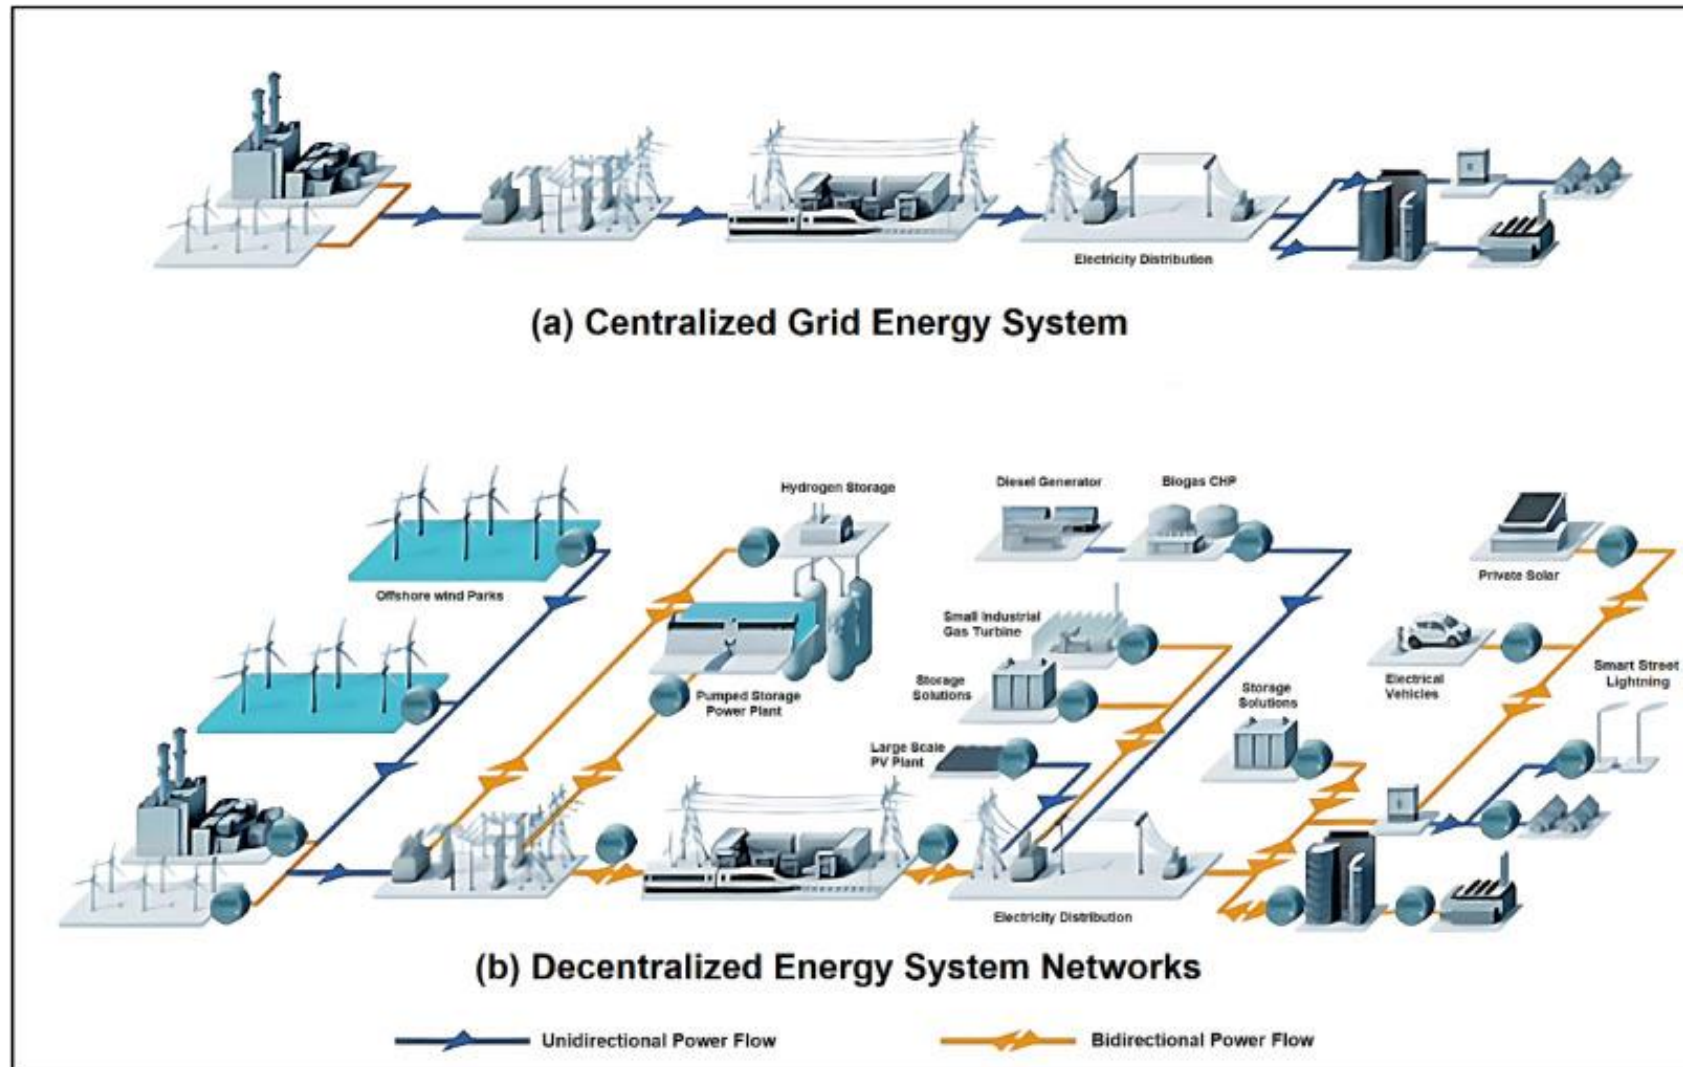 Electricity Distribution
(a) Centralized Grid Energy System
Hydrogen Storage
Diesel Generator
Biogas CHP
Offshore wind Parks
Private Solar
Small Industrial
Gas Turbine
Storage
Solutions
Pumped Storage
Power Plant
Storage
Solutions
Electrical
Vehicles
Smart Street
Lightning
Large Scale
PV Plant
Electricity Distribution
(b) Decentralized Energy System Networks
Unidirectional Power Flow
Bidirectional Power Flow